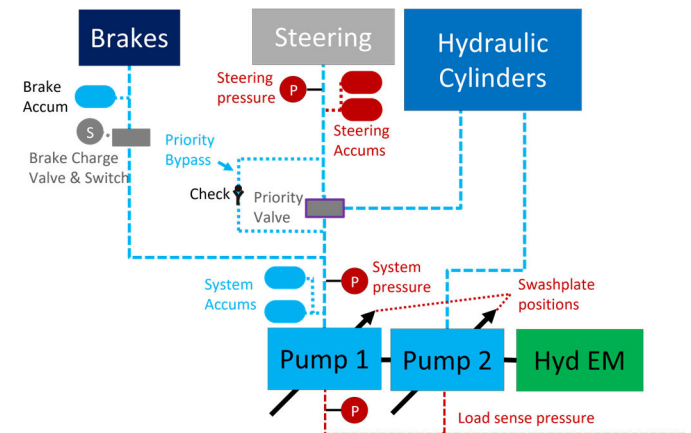 Brakes
Steering
Hydraulic
Cylinders
Brake
Accum
Steering
pressure
P
Steering
Accums
S
Brake Charge
Valve & Switch
Priority
Bypass
Check
Priority
Valve
System
Accums
P
System
pressure
Swashplate
positions
Pump 1
Pump 2
Hyd EM
P
Load sense pressure